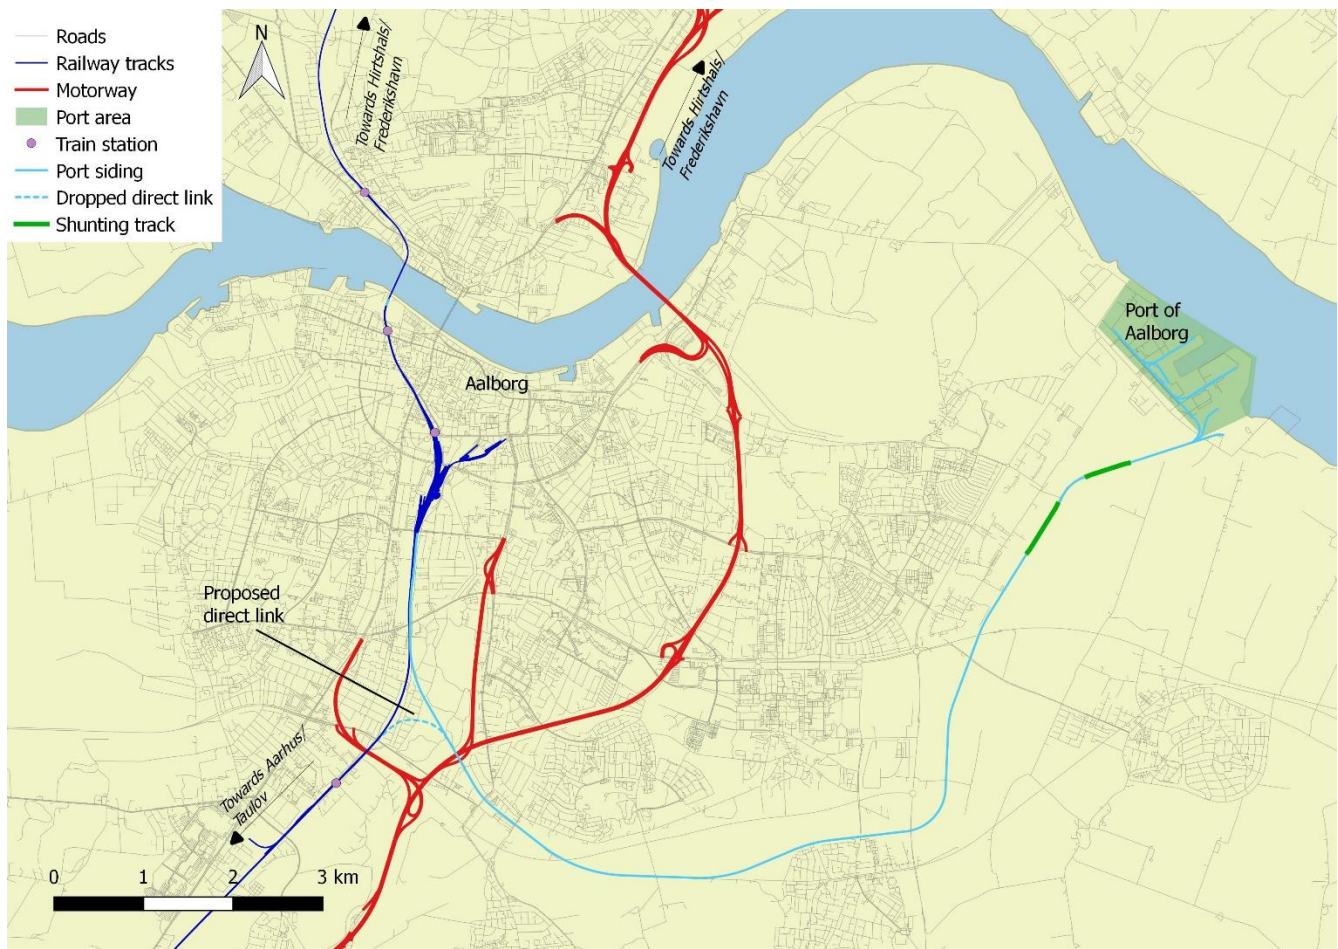 Roads
Railway tracks
Motorway
Port area
Train station
Port siding
Dropped direct link
Shunting track
N
Towards Hirtshals/
Frederikshavn
Towards Hirtshals/
Frederikshavn
Port of
Aalborg
Aalborg
Proposed
direct link
Towards Aarhus/
Taulov
0 1 2 3 km